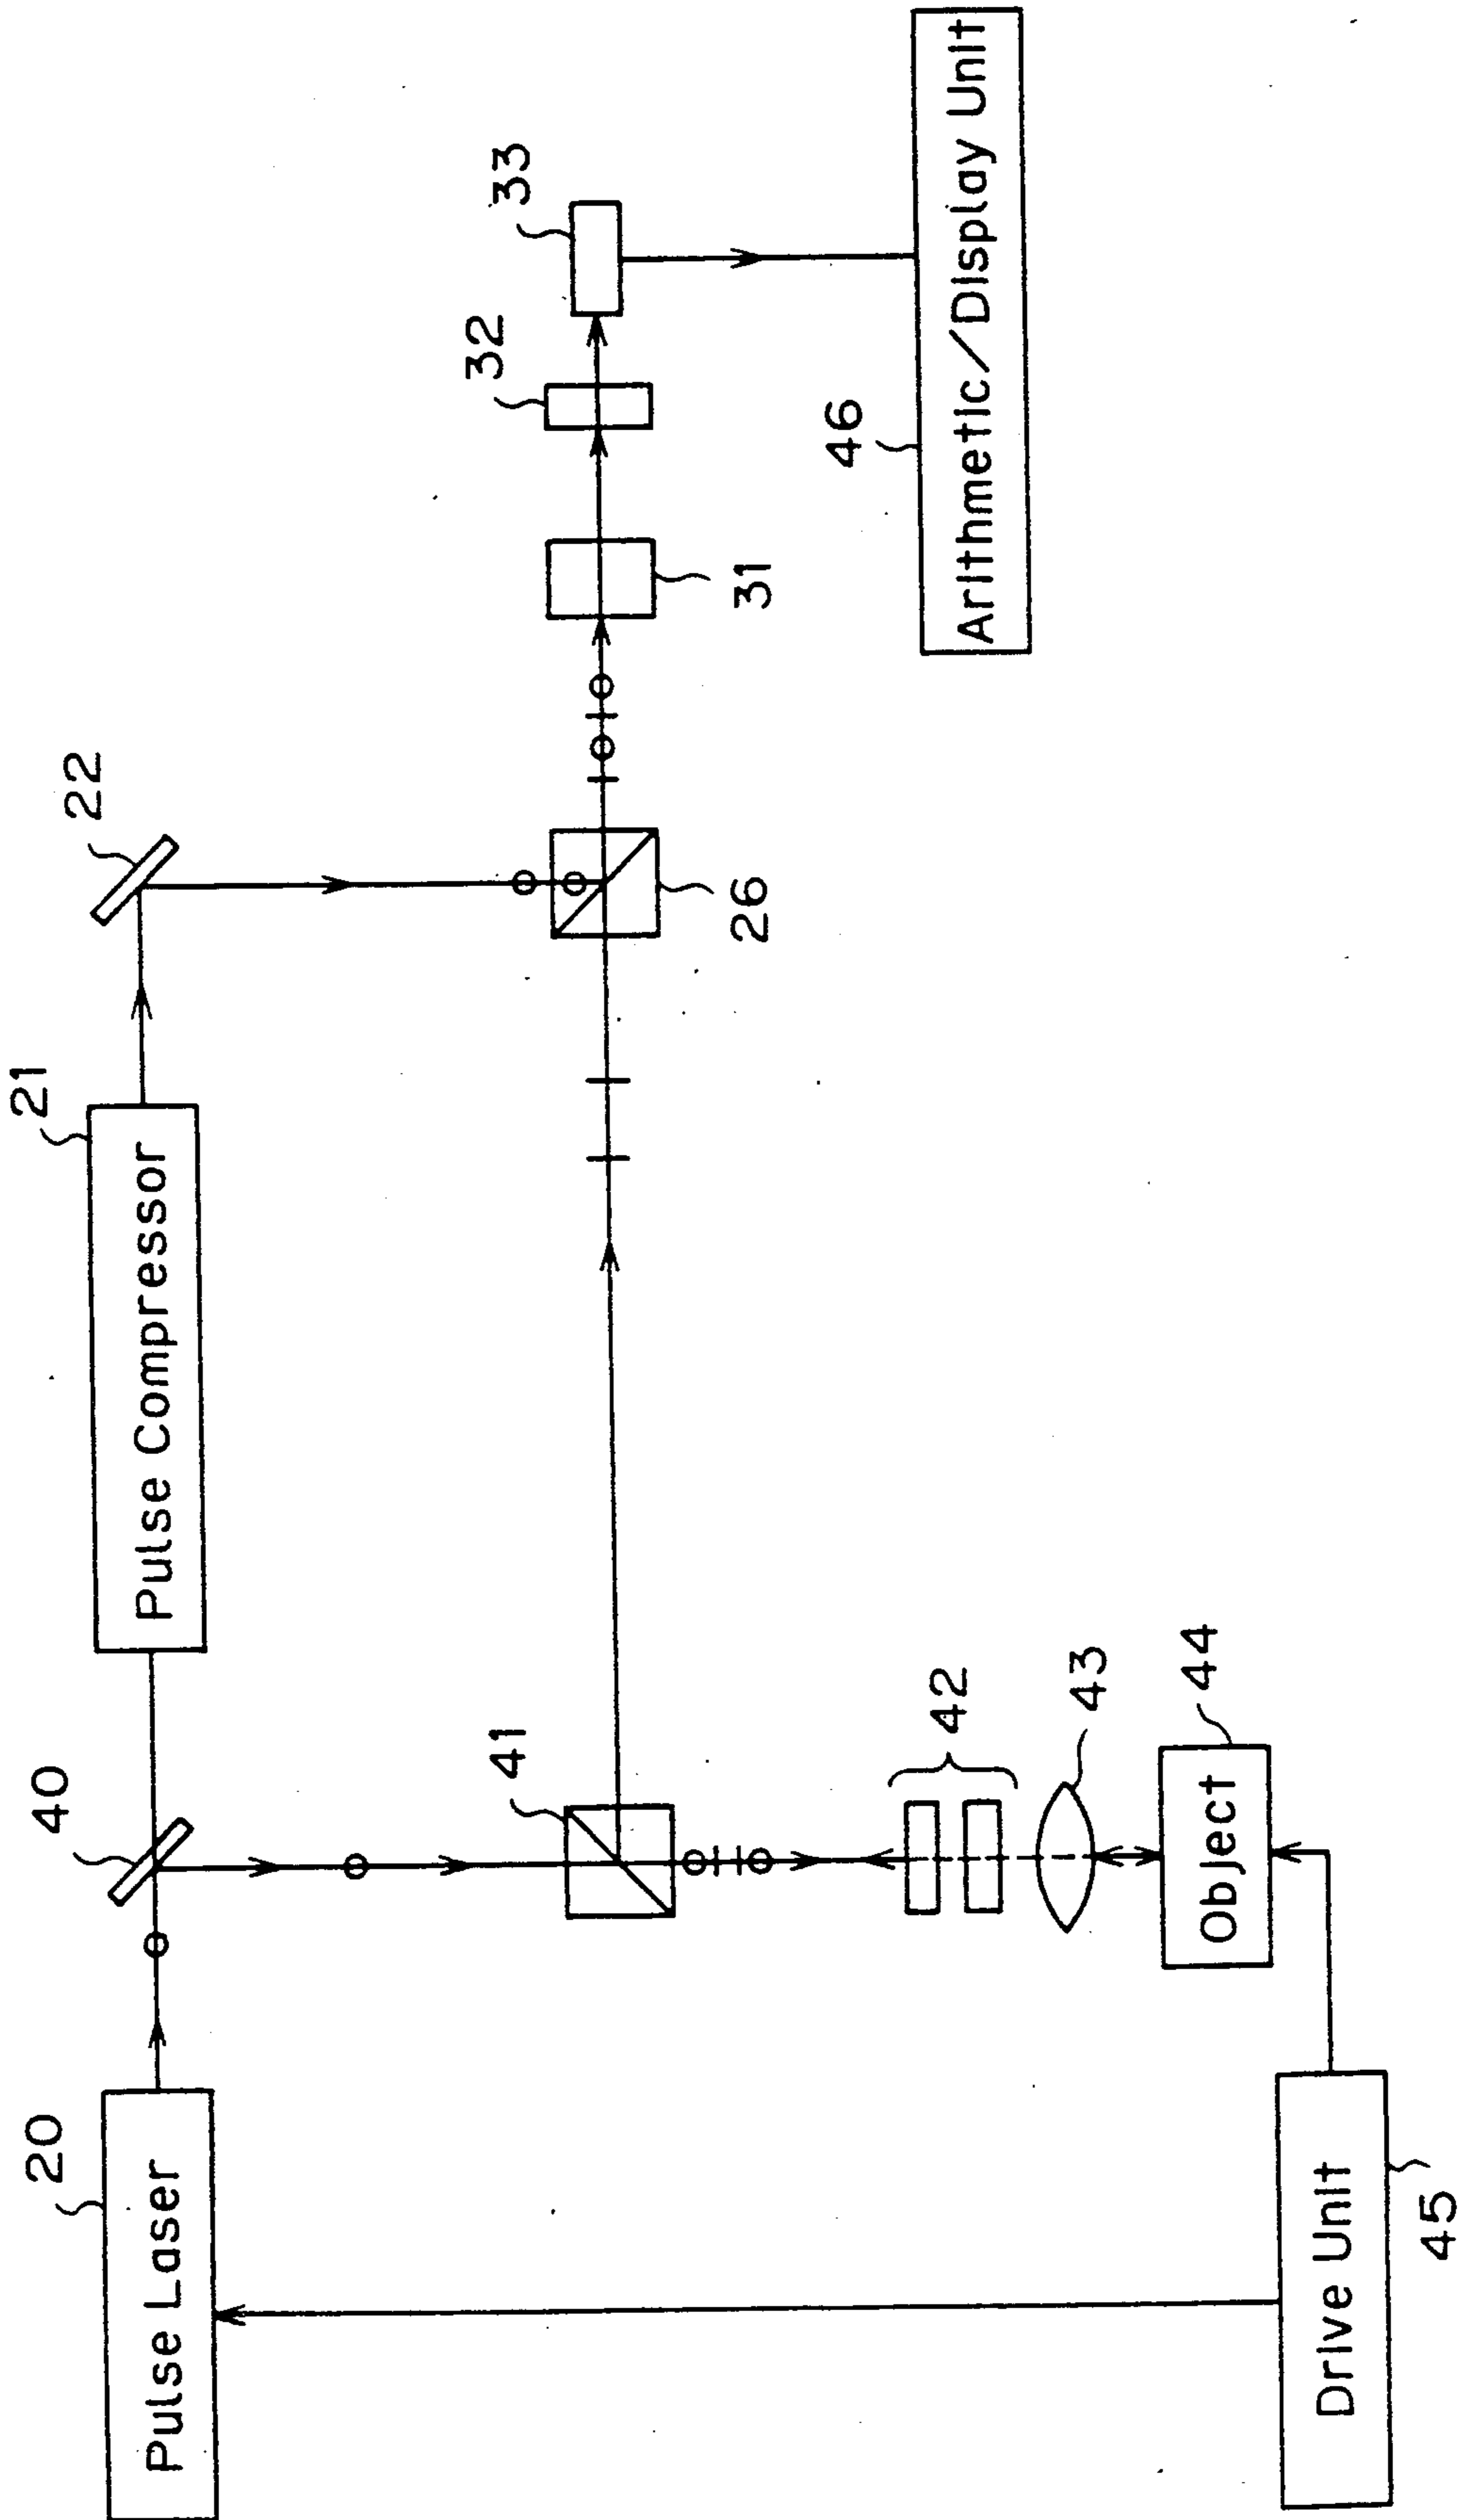 20
Pulse Laser
40
21
Pulse Compressor
22
41
26
31
32
33
42
43
44
Object
45
Drive Unit
46
Aritmetic/Display Unit